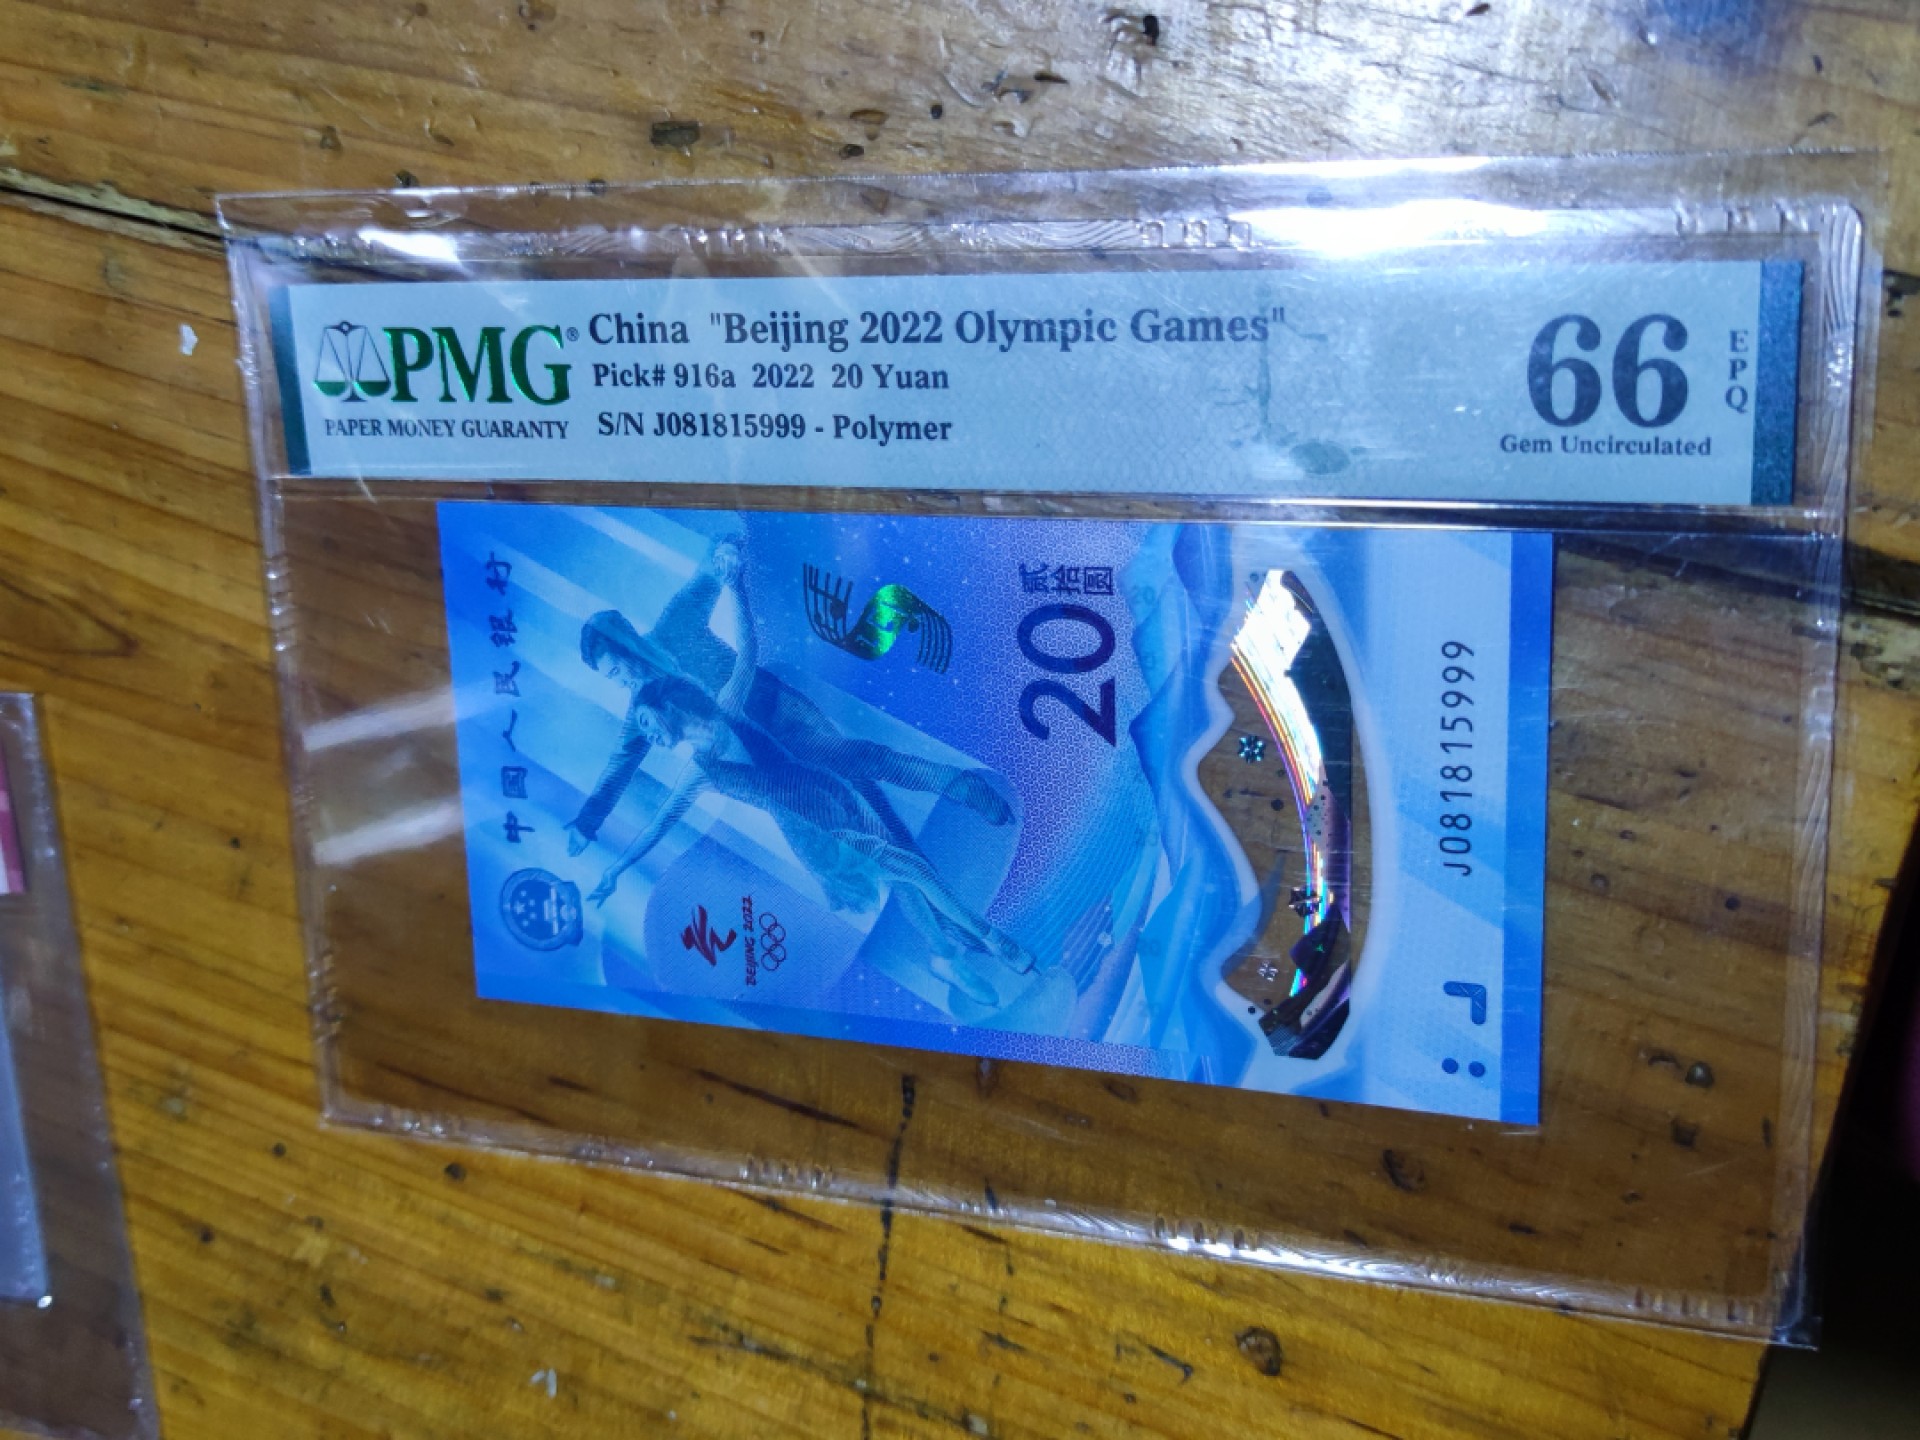 PMG®
PAPER MONEY GUARANTY
China "Beijing 2022 Olympic Games"
Pick# 916a 2022 20 Yuan
S/N J081815999 - Polymer
66
EPQ
Gem Uncirculated
中国人民银行
BEIJING 2022
贰拾圆
20
J081815999